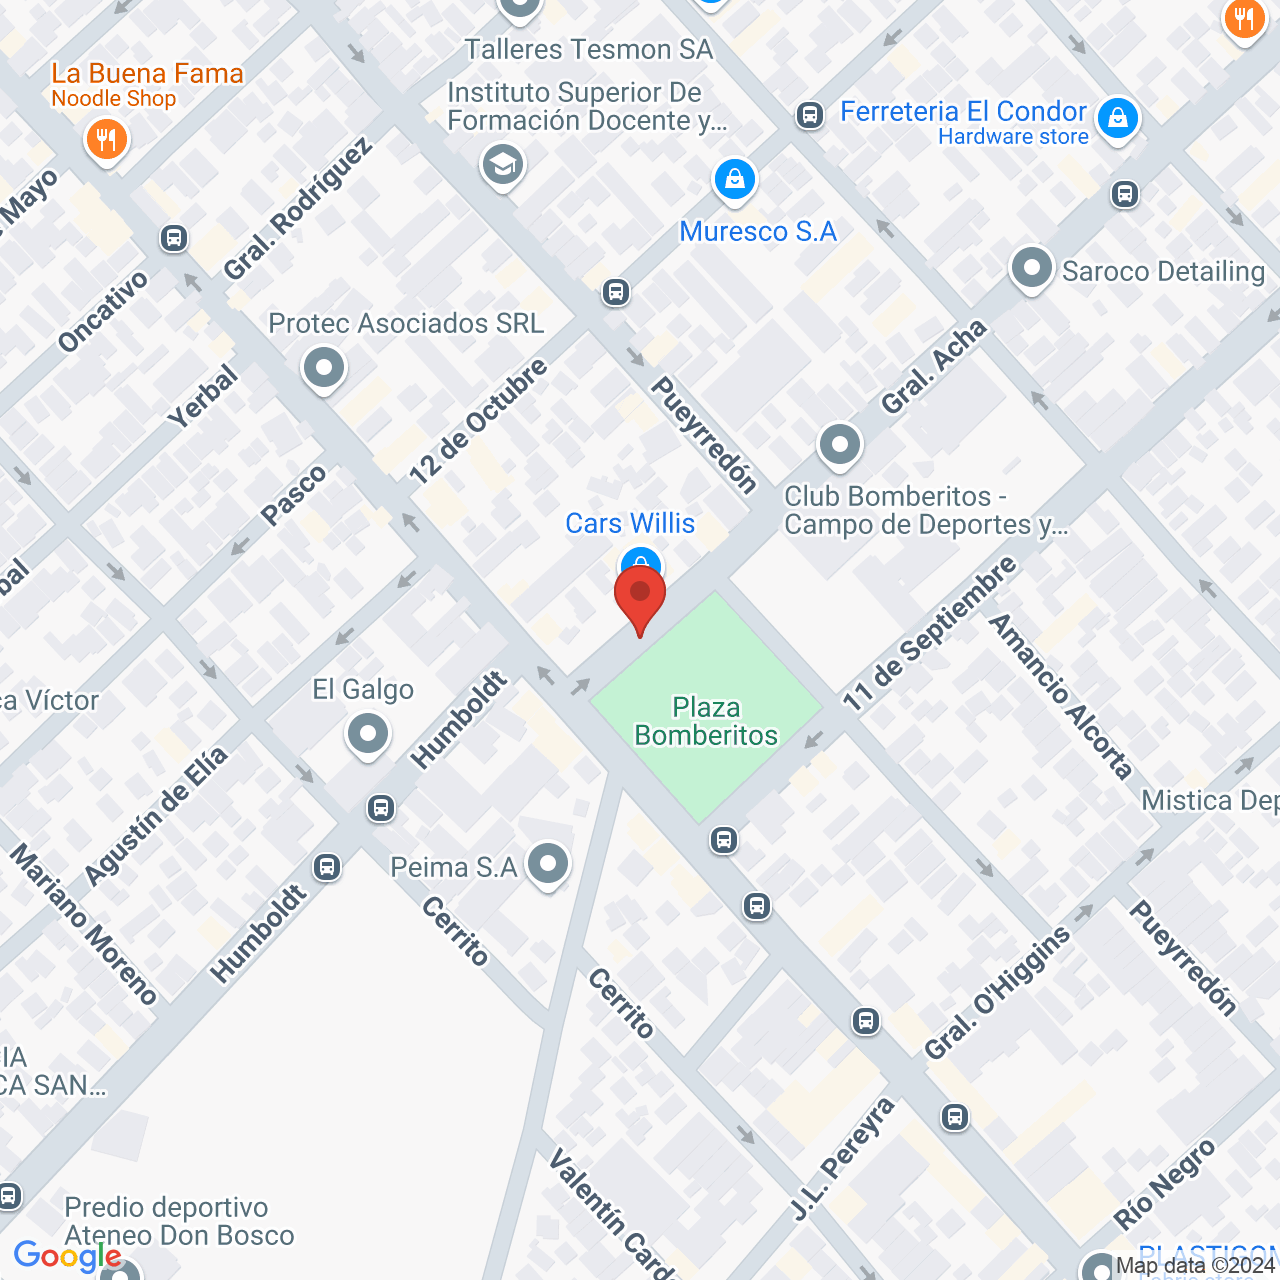 Talleres Tesmon SA
La Buena Fama
Noodle Shop
Instituto Superior De
Formación Docente y...
Ferreteria El Condor
Hardware store
Mayo
Gral. Rodríguez
Muresco S.A
Saroco Detailing
Oncativo
Protec Asociados SRL
Gral. Acha
Yerbal
12 de Octubre
Pueyrredón
Pasco
Club Bomberitos -
Campo de Deportes y...
Cars Willis
11 de Septiembre
Amancio Alcorta
Víctor
El Galgo
Humboldt
Plaza
Bomberitos
Agustín de Elía
Mistica
Mariano Moreno
Peima S.A
Humboldt
Cerrito
Cerrito
Gral. O'Higgins
Pueyrredón
CA SAN...
J.L. Pereyra
Valentín
Río Negro
Predio deportivo
Ateneo Don Bosco
Google
Map data ©2024